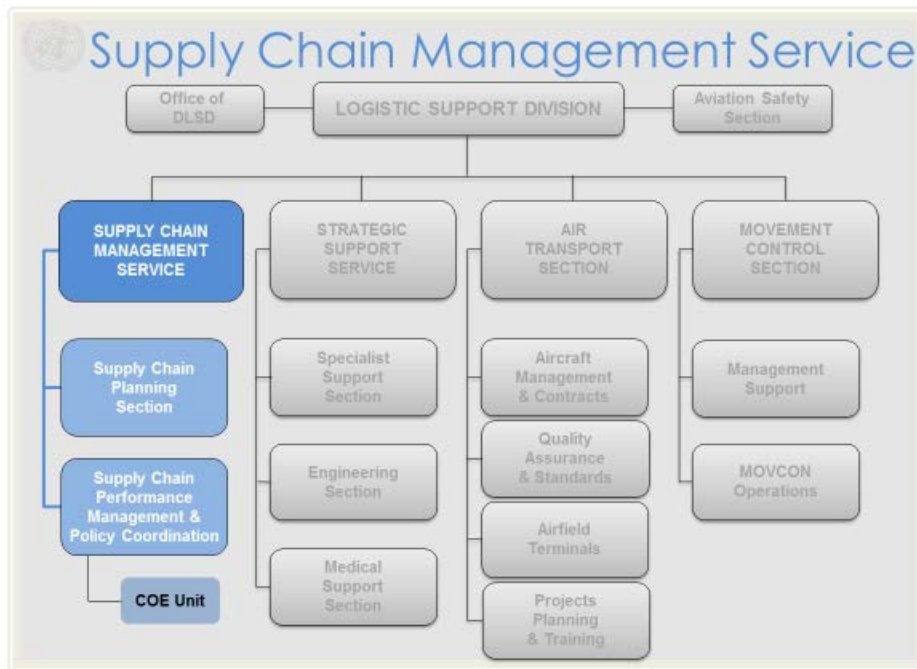 Supply Chain Management Service
Office of
DLSD
LOGISTIC SUPPORT DIVISION
Aviation Safety
Section
SUPPLY CHAIN
MANAGEMENT
SERVICE
STRATEGIC
SUPPORT
SERVICE
AIR
TRANSPORT
SECTION
MOVEMENT
CONTROL
SECTION
Supply Chain
Planning
Section
Specialist
Support
Section
Aircraft
Management
& Contracts
Management
Support
Supply Chain
Performance
Management &
Policy Coordination
Engineering
Section
Quality
Assurance
& Standards
MOVCON
Operations
Airfield
Terminals
COE Unit
Medical
Support
Section
Projects
Planning
& Training